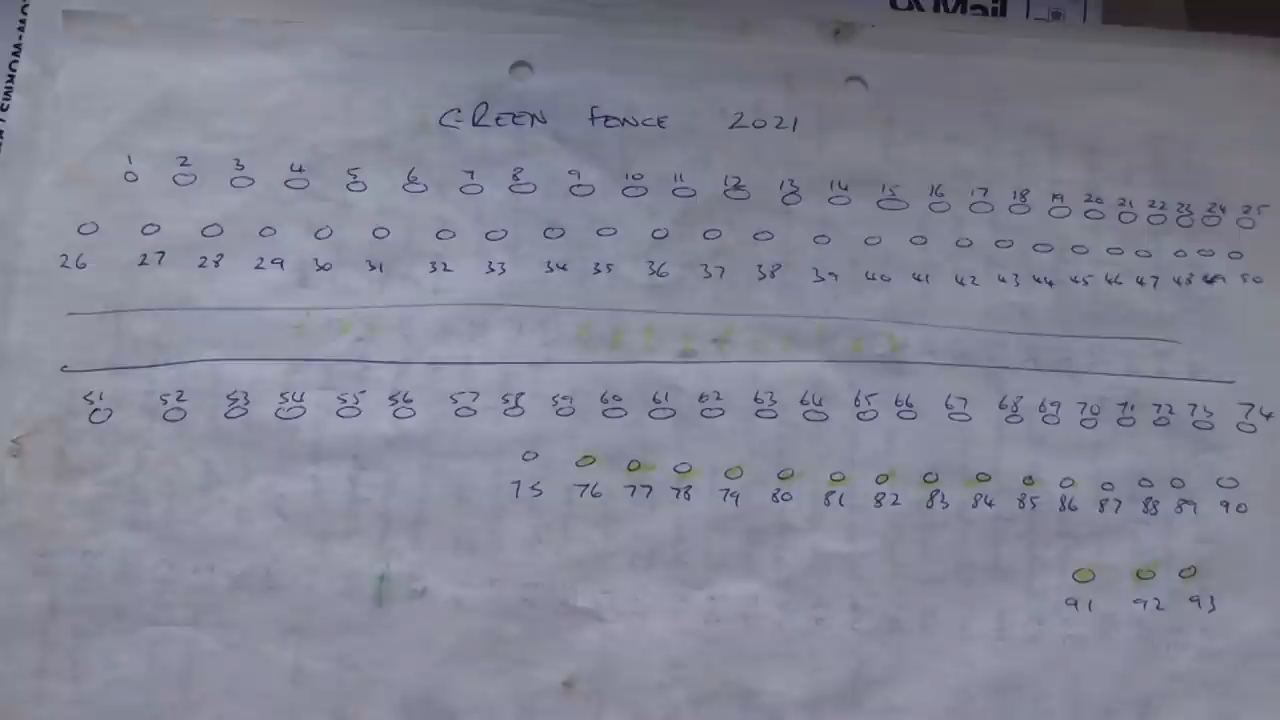 Mail
GREEN FENCE 2021
1 2 3 4 5 6 7 8 9 10 11 12 13 14 15 16 17 18 19 20 21 22 23 24 25
26 27 28 29 30 31 32 33 34 35 36 37 38 39 40 41 42 43 44 45 46 47 48 49 50
51 52 53 54 55 56 57 58 59 60 61 62 63 64 65 66 67 68 69 70 71 72 73 74
75 76 77 78 79 80 81 82 83 84 85 86 87 88 89 90
91 92 93